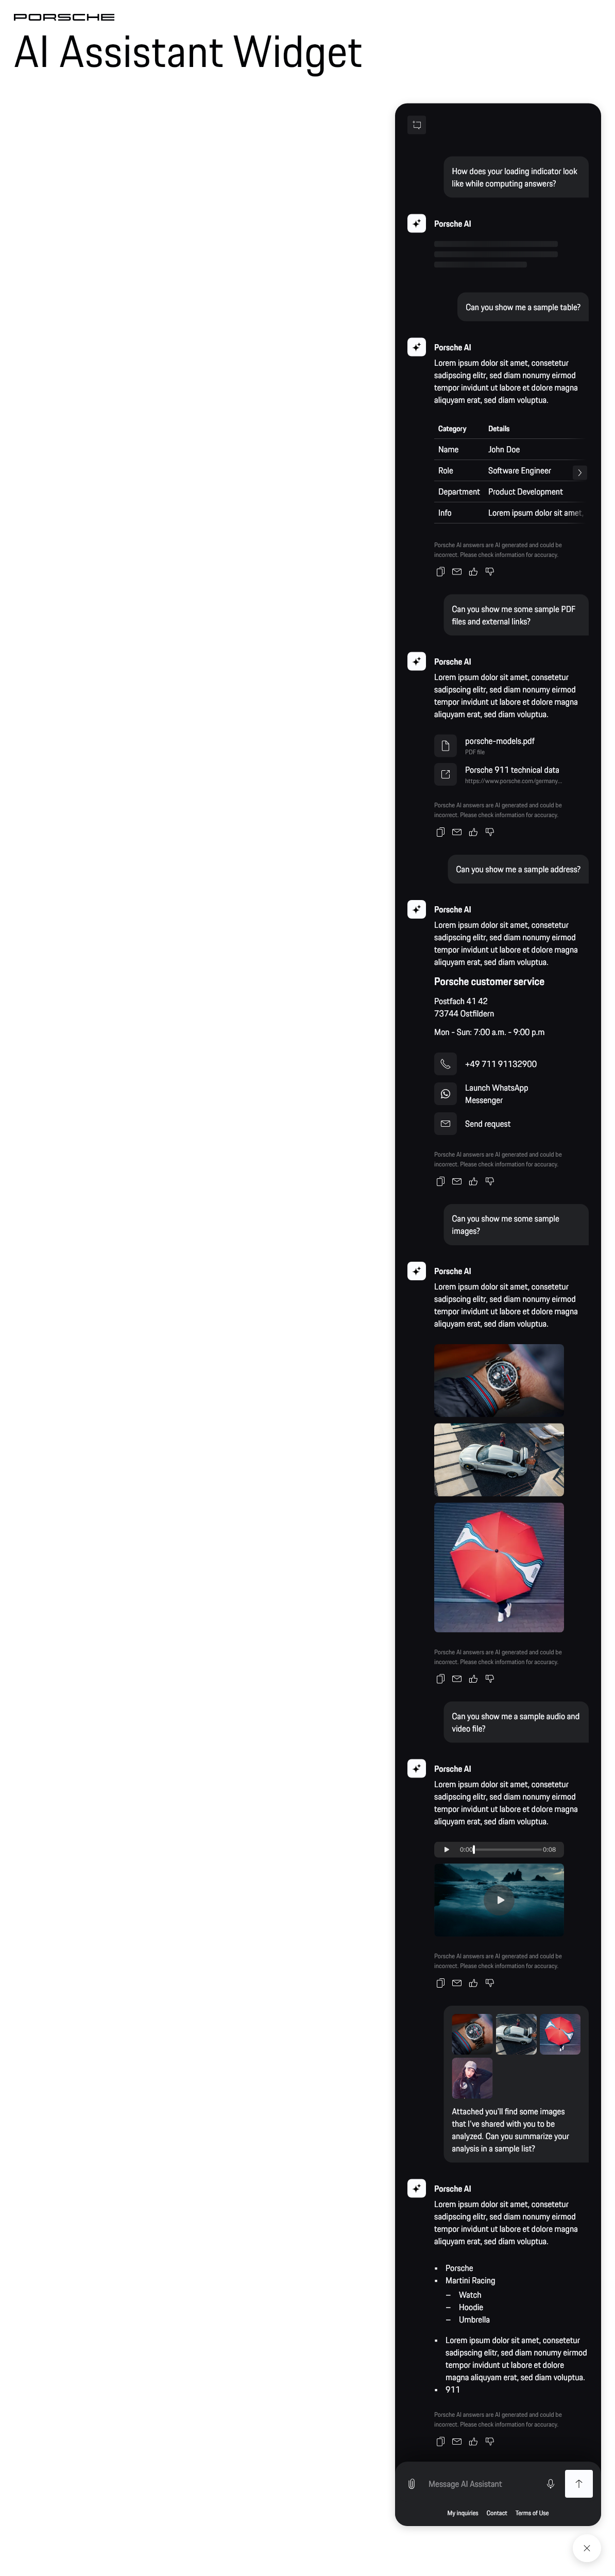 PORSCHE
AI Assistant Widget
How does your loading indicator look
like while computing answers?
Porsche AI
Can you show me a sample table?
Porsche AI
Lorem ipsum dolor sit amet, consetetur
sadipscing elitr, sed diam nonumy eirmod
tempor invidunt ut labore et dolore magna
aliquyam erat, sed diam voluptua.
Category Details
Name John Doe
Role Software Engineer
Department Product Development
Info Lorem ipsum dolor sit amet,
Porsche AI answers are AI generated and could be
incorrect. Please check information for accuracy.
Can you show me some sample PDF
files and external links?
Porsche AI
Lorem ipsum dolor sit amet, consetetur
sadipscing elitr, sed diam nonumy eirmod
tempor invidunt ut labore et dolore magna
aliquyam erat, sed diam voluptua.
porsche-models.pdf
PDF file
Porsche 911 technical data
https://www.porsche.com/germany...
Porsche AI answers are AI generated and could be
incorrect. Please check information for accuracy.
Can you show me a sample address?
Porsche AI
Lorem ipsum dolor sit amet, consetetur
sadipscing elitr, sed diam nonumy eirmod
tempor invidunt ut labore et dolore magna
aliquyam erat, sed diam voluptua.
Porsche customer service
Postfach 41 42
73744 Ostfildern
Mon - Sun: 7:00 a.m. - 9:00 p.m
+49 711 91132900
Launch WhatsApp
Messenger
Send request
Porsche AI answers are AI generated and could be
incorrect. Please check information for accuracy.
Can you show me some sample
images?
Porsche AI
Lorem ipsum dolor sit amet, consetetur
sadipscing elitr, sed diam nonumy eirmod
tempor invidunt ut labore et dolore magna
aliquyam erat, sed diam voluptua.
Porsche AI answers are AI generated and could be
incorrect. Please check information for accuracy.
Can you show me a sample audio and
video file?
Porsche AI
Lorem ipsum dolor sit amet, consetetur
sadipscing elitr, sed diam nonumy eirmod
tempor invidunt ut labore et dolore magna
aliquyam erat, sed diam voluptua.
0:00 0:08
Porsche AI answers are AI generated and could be
incorrect. Please check information for accuracy.
Attached you'll find some images
that I've shared with you to be
analyzed. Can you summarize your
analysis in a sample list?
Porsche AI
Lorem ipsum dolor sit amet, consetetur
sadipscing elitr, sed diam nonumy eirmod
tempor invidunt ut labore et dolore magna
aliquyam erat, sed diam voluptua.
• Porsche
• Martini Racing
– Watch
– Hoodie
– Umbrella
• Lorem ipsum dolor sit amet, consetetur
sadipscing elitr, sed diam nonumy eirmod
tempor invidunt ut labore et dolore
magna aliquyam erat, sed diam voluptua.
• 911
Porsche AI answers are AI generated and could be
incorrect. Please check information for accuracy.
Message AI Assistant
My inquiries Contact Terms of Use